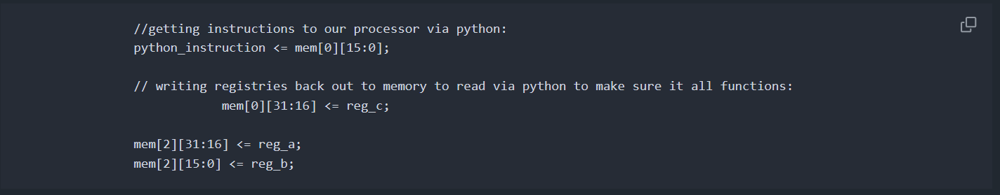 //getting instructions to our processor via python:
python_instruction <= mem[0][15:0];
// writing registries back out to memory to read via python to make sure it all functions:
mem[0][31:16] <= reg_c;
mem[2][31:16] <= reg_a;
mem[2][15:0] <= reg_b;